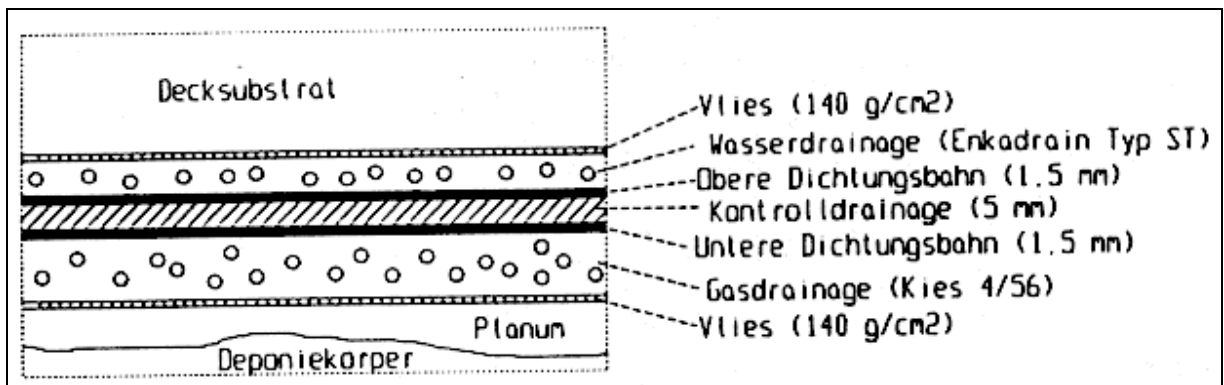 Decksubstrat
Vlies (140 g/cm2)
Wasserdrainage (Enkadrain Typ ST)
Obere Dichtungsbahn (1.5 mm)
Kontrolldrainage (5 mm)
Untere Dichtungsbahn (1.5 mm)
Gasdrainage (Kies 4/56)
Vlies (140 g/cm2)
Planum
Deponiekörper